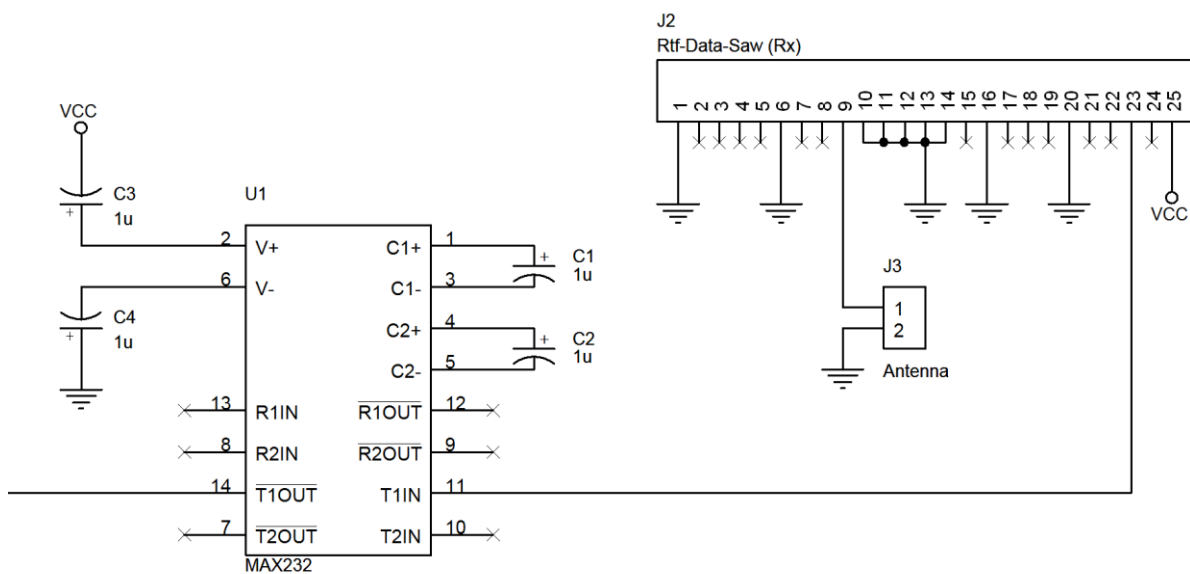 J2
Rtf-Data-Saw (Rx)
1 2 3 4 5 6 7 8 9 10 11 12 13 14 15 16 17 18 19 20 21 22 23 24 25
VCC
VCC
C3
+
1u
U1
2 V+ C1+ 1
+ C1
1u
6 V- C1- 3
C4
+
1u
C2+ 4
+ C2
1u
C2- 5
J3
1
2
Antenna
13 R1IN R1OUT 12
8 R2IN R2OUT 9
14 T1OUT T1IN 11
7 T2OUT T2IN 10
MAX232